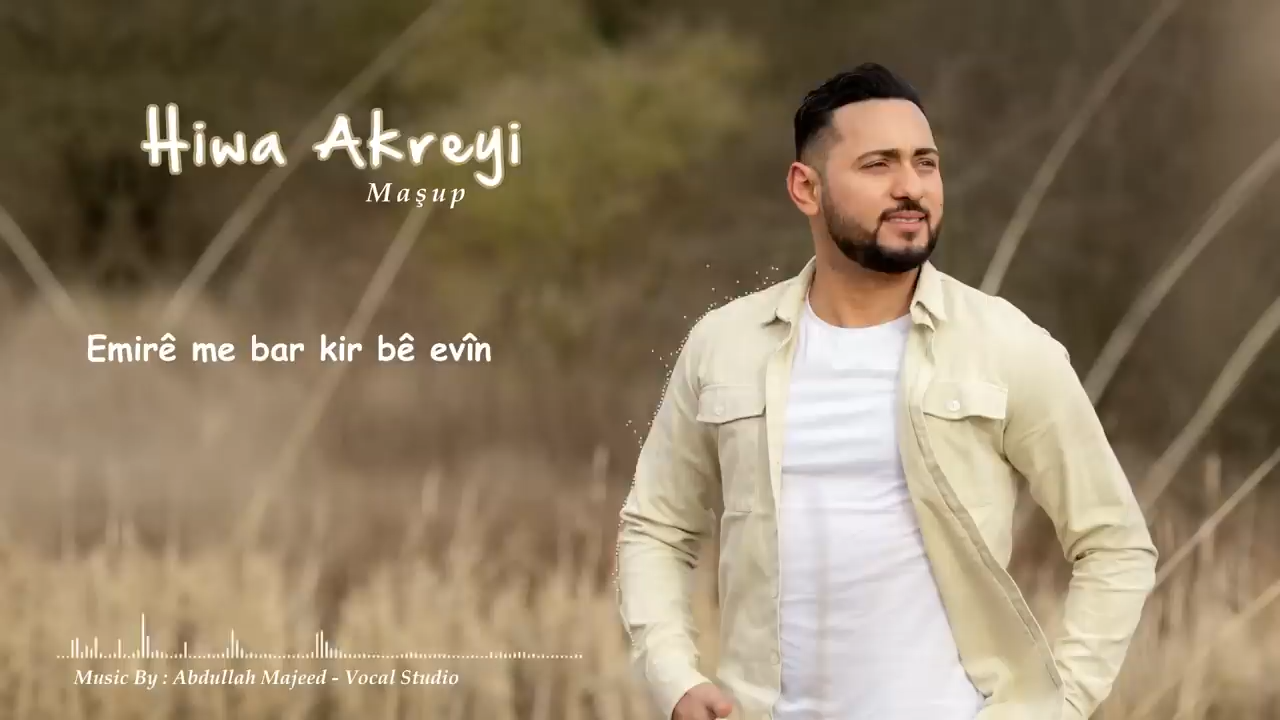 Hiwa Akreyi
Maşup
Emirê me bar kir bê evîn
Music By : Abdullah Majeed - Vocal Studio